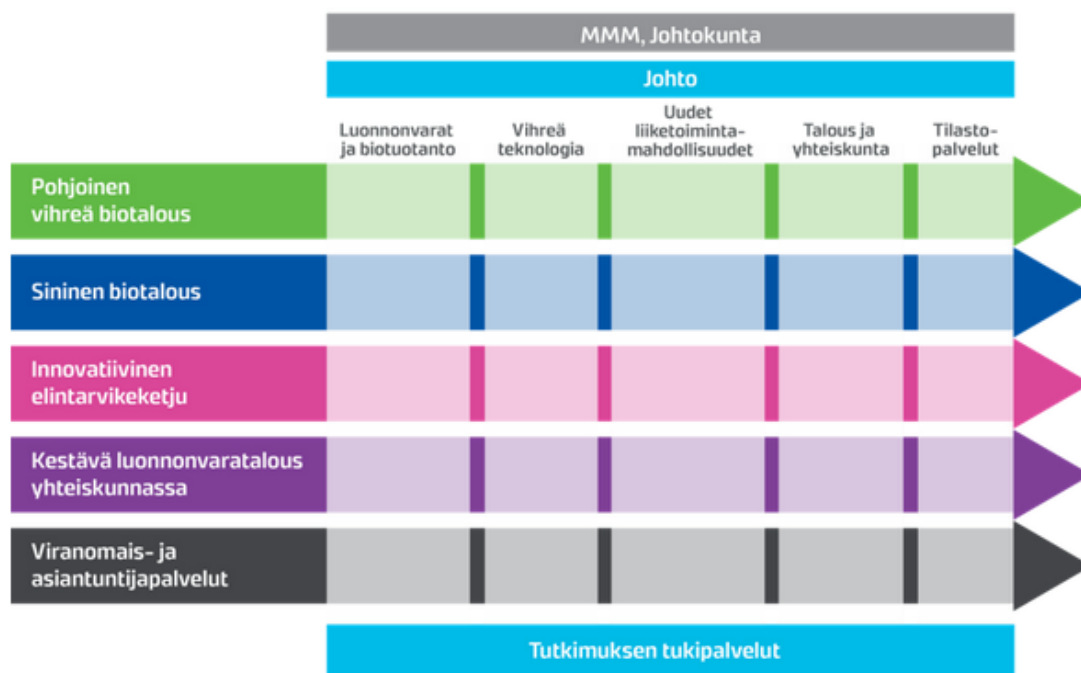 MMM, Johtokunta
Johto
Luonnonvarat
ja biotuotanto
Vihreä
teknologia
Uudet
liiketoiminta-
mahdollisuudet
Talous ja
yhteiskunta
Tilasto-
palvelut
Pohjoinen
vihreä biotalous
Sininen biotalous
Innovatiivinen
elintarvikeketju
Kestävä luonnonvaratalous
yhteiskunnassa
Viranomais- ja
asiantuntijapalvelut
Tutkimuksen tukipalvelut